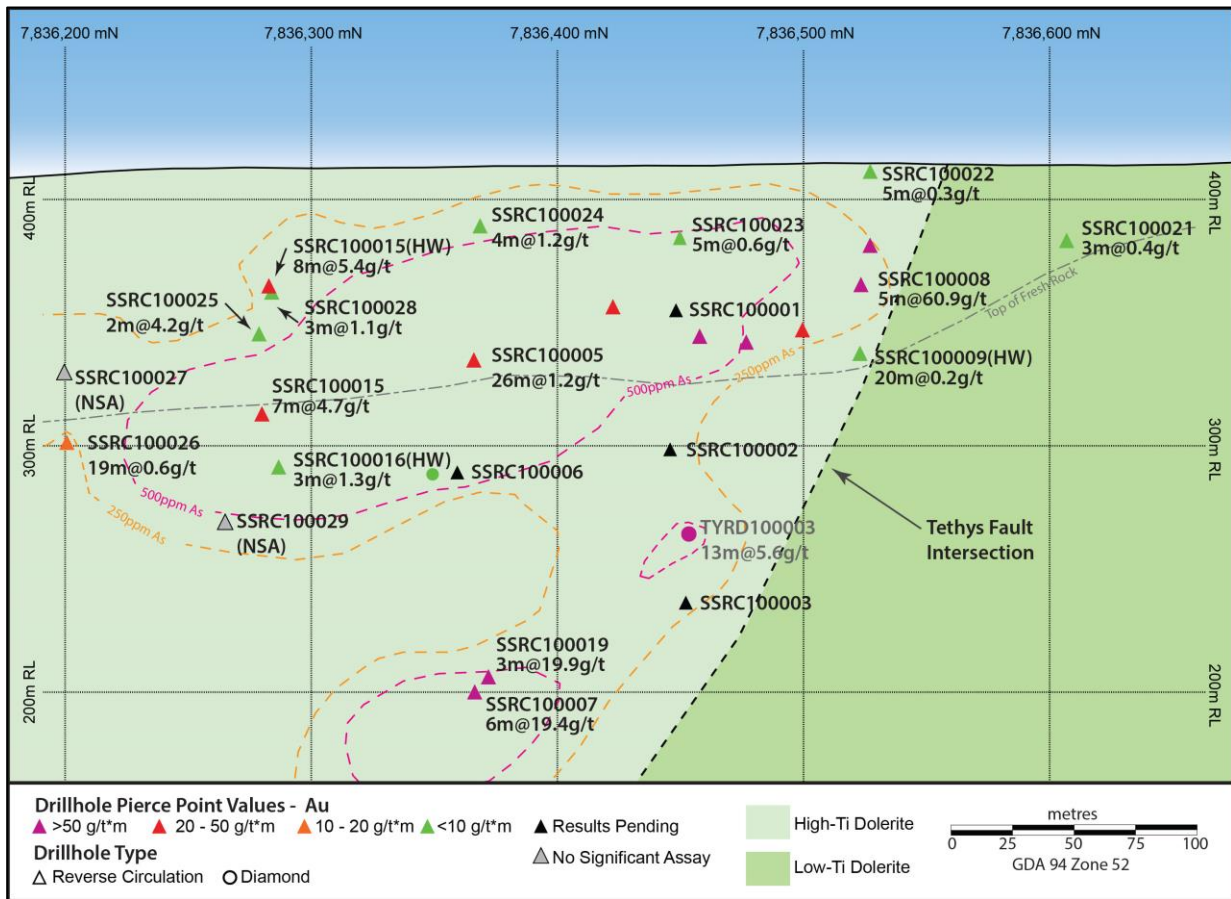 7,836,200 mN
7,836,300 mN
7,836,400 mN
7,836,500 mN
7,836,600 mN
400m RL
400m RL
SSRC100022
5m@0.3g/t
SSRC100024
4m@1.2g/t
SSRC100023
5m@0.6g/t
SSRC100021
3m@0.4g/t
SSRC100015(HW)
8m@5.4g/t
SSRC100008
5m@60.9g/t
Top of Fresh Rock
SSRC100025
2m@4.2g/t
SSRC100028
3m@1.1g/t
SSRC100001
500ppm As
250ppm As
SSRC100009(HW)
20m@0.2g/t
SSRC100005
26m@1.2g/t
SSRC100027
(NSA)
SSRC100015
7m@4.7g/t
300m RL
300m RL
SSRC100026
19m@0.6g/t
SSRC100016(HW)
3m@1.3g/t
SSRC100006
SSRC100002
500ppm As
250ppm As
SSRC100029
(NSA)
TYRD100003
13m@5.6g/t
Tethys Fault
Intersection
SSRC100003
SSRC100019
3m@19.9g/t
200m RL
200m RL
SSRC100007
6m@19.4g/t
Drillhole Pierce Point Values - Au
>50 g/t*m
20 - 50 g/t*m
10 - 20 g/t*m
<10 g/t*m
Results Pending
Drillhole Type
No Significant Assay
Reverse Circulation
Diamond
High-Ti Dolerite
Low-Ti Dolerite
metres
0 25 50 75 100
GDA 94 Zone 52